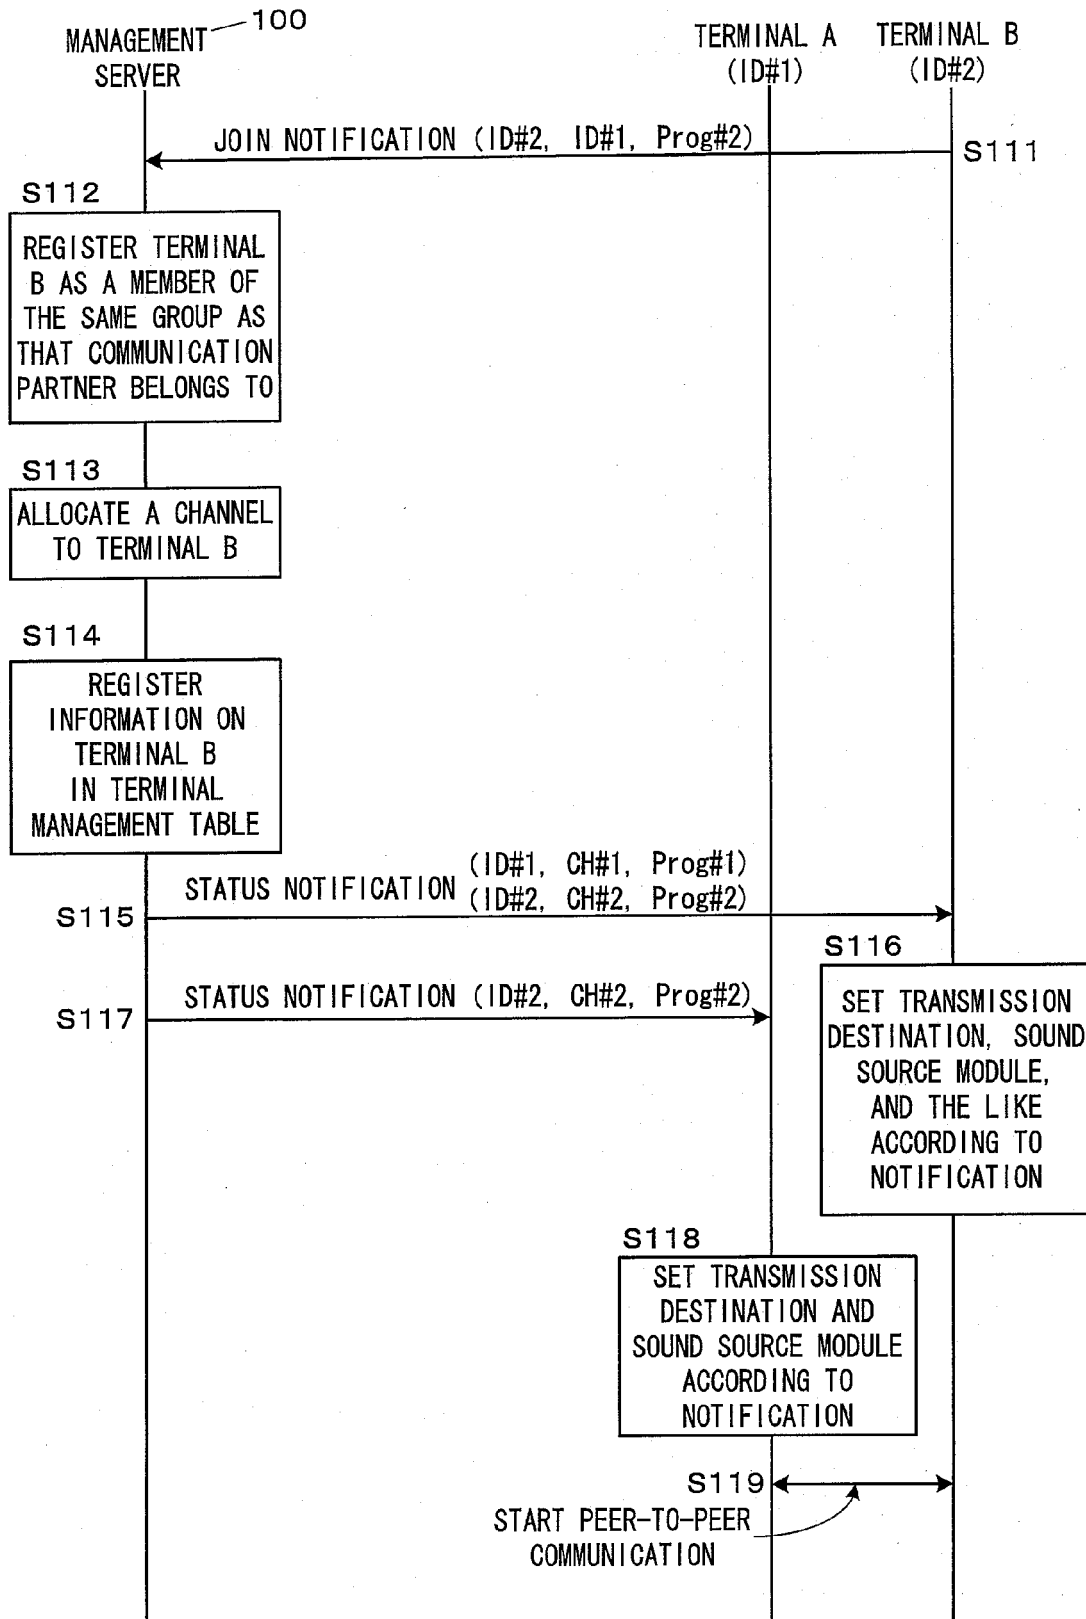 MANAGEMENT SERVER
100
TERMINAL A
(ID#1)
TERMINAL B
(ID#2)
JOIN NOTIFICATION (ID#2, ID#1, Prog#2)
S111
S112
REGISTER TERMINAL
B AS A MEMBER OF
THE SAME GROUP AS
THAT COMMUNICATION
PARTNER BELONGS TO
S113
ALLOCATE A CHANNEL
TO TERMINAL B
S114
REGISTER
INFORMATION ON
TERMINAL B
IN TERMINAL
MANAGEMENT TABLE
STATUS NOTIFICATION
(ID#1, CH#1, Prog#1)
(ID#2, CH#2, Prog#2)
S115
S116
SET TRANSMISSION
DESTINATION, SOUND
SOURCE MODULE,
AND THE LIKE
ACCORDING TO
NOTIFICATION
STATUS NOTIFICATION (ID#2, CH#2, Prog#2)
S117
S118
SET TRANSMISSION
DESTINATION AND
SOUND SOURCE MODULE
ACCORDING TO
NOTIFICATION
S119
START PEER-TO-PEER
COMMUNICATION